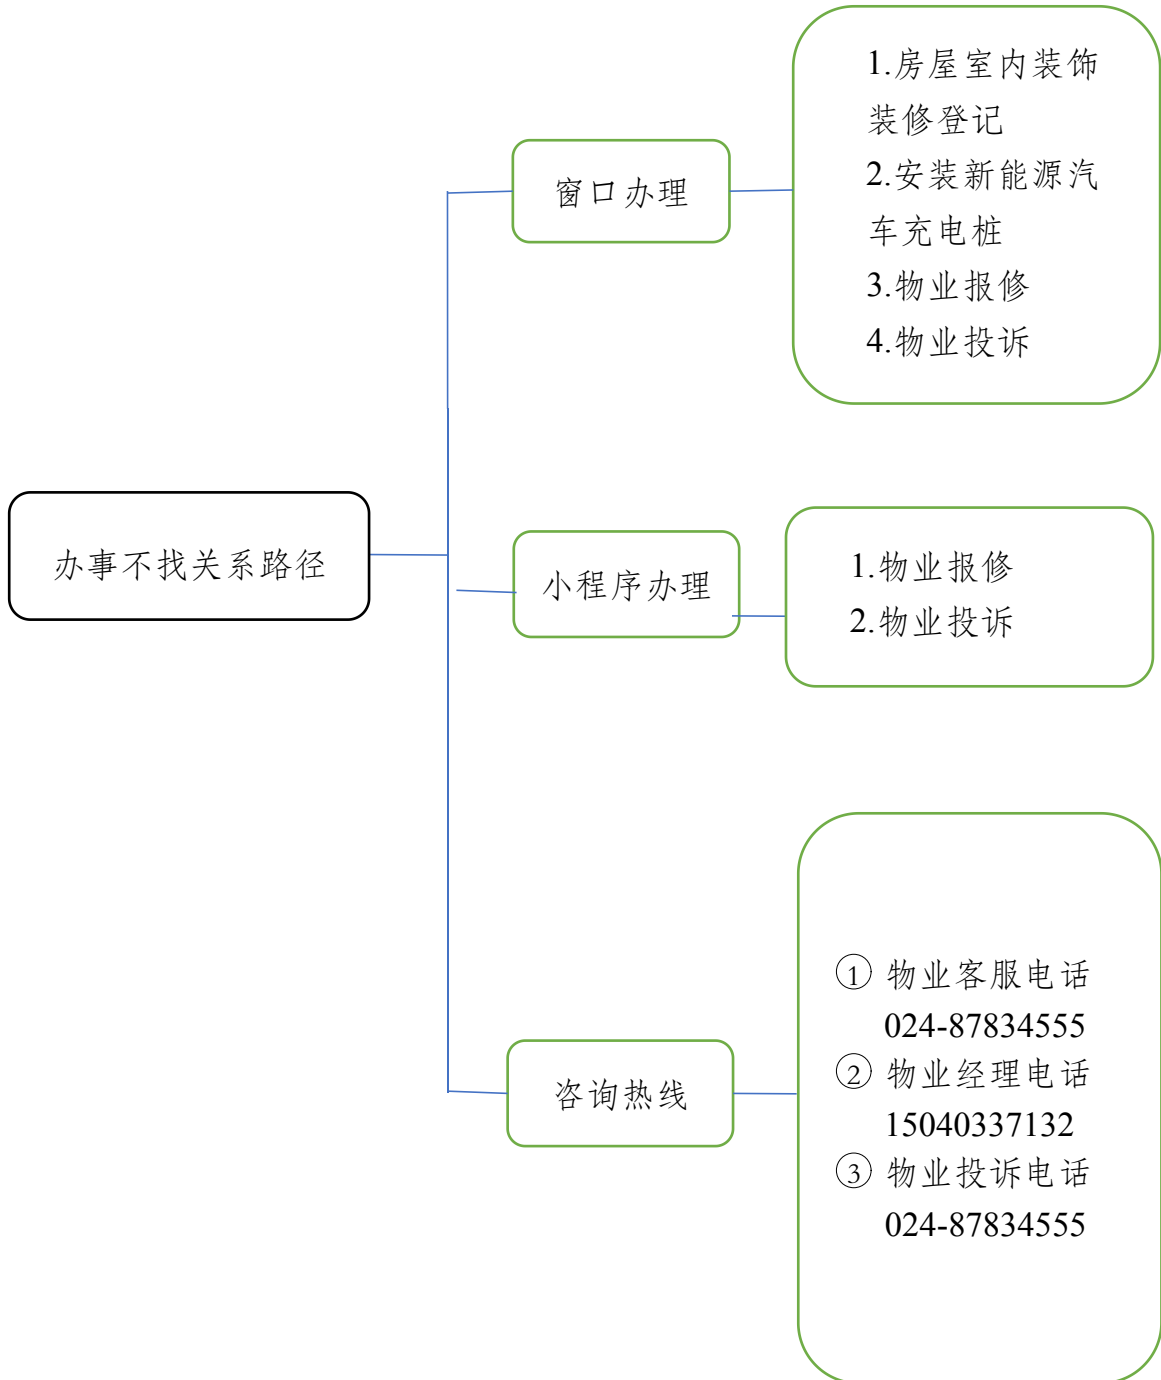 办事不找关系路径
窗口办理
1.房屋室内装饰
装修登记
2.安装新能源汽
车充电桩
3.物业报修
4.物业投诉
小程序办理
1.物业报修
2.物业投诉
咨询热线
① 物业客服电话
024-87834555
② 物业经理电话
15040337132
③ 物业投诉电话
024-87834555